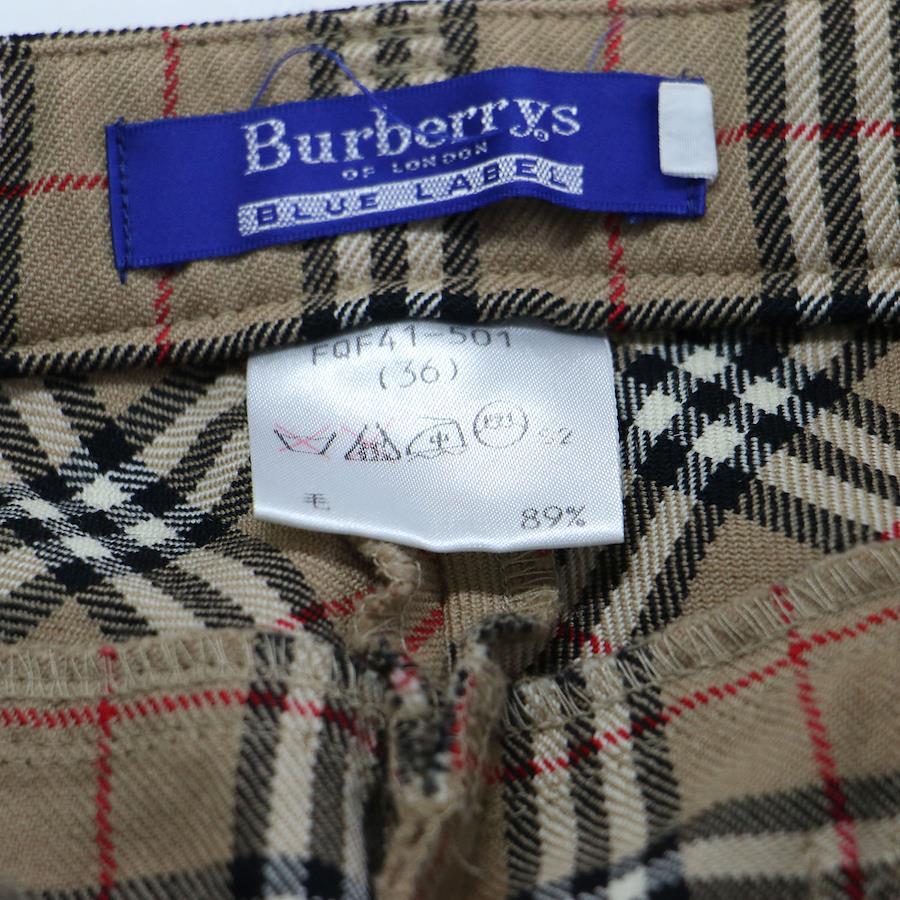 Burberrys
OF LONDON
BLUE LABEL
FQF41-501
(36)
毛 89%